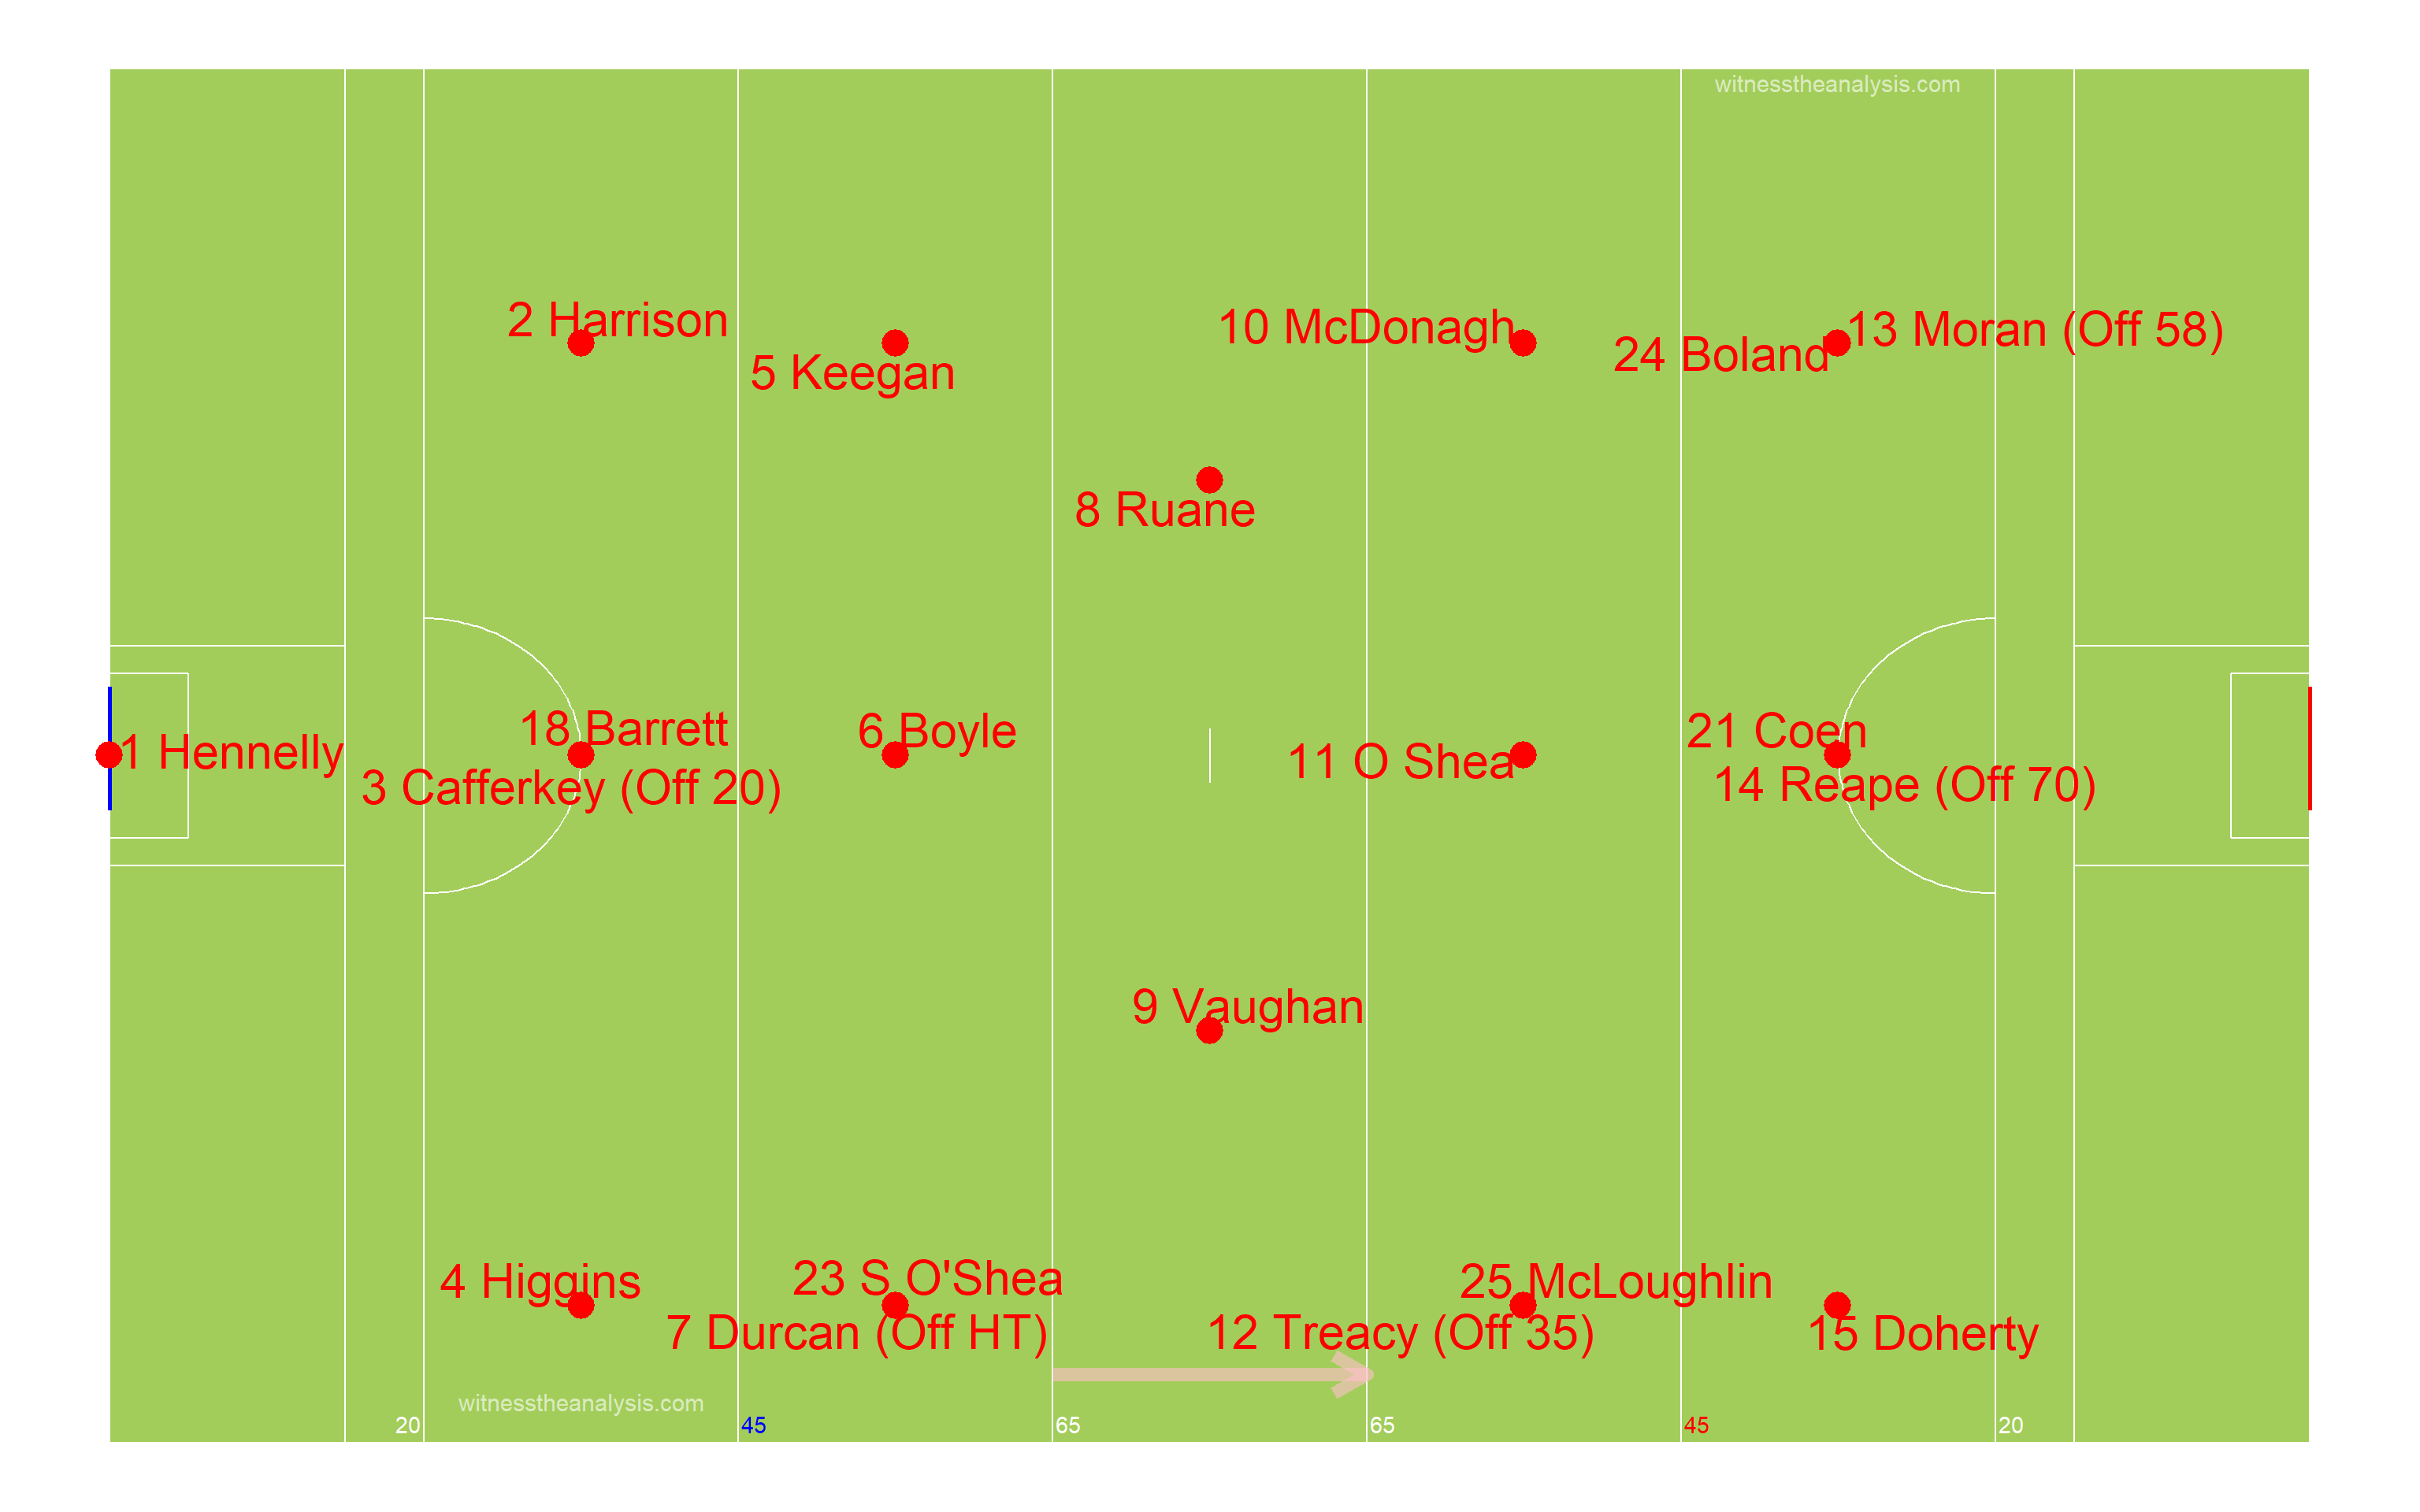 witnesstheanalysis.com
2 Harrison
10 McDonagh
13 Moran (Off 58)
24 Boland
5 Keegan
8 Ruane
18 Barrett
6 Boyle
21 Coen
1 Hennelly
11 O Shea
3 Cafferkey (Off 20)
14 Reape (Off 70)
9 Vaughan
4 Higgins
23 S O'Shea
25 McLoughlin
7 Durcan (Off HT)
12 Treacy (Off 35)
15 Doherty
witnesstheanalysis.com
20
45
65
65
45
20